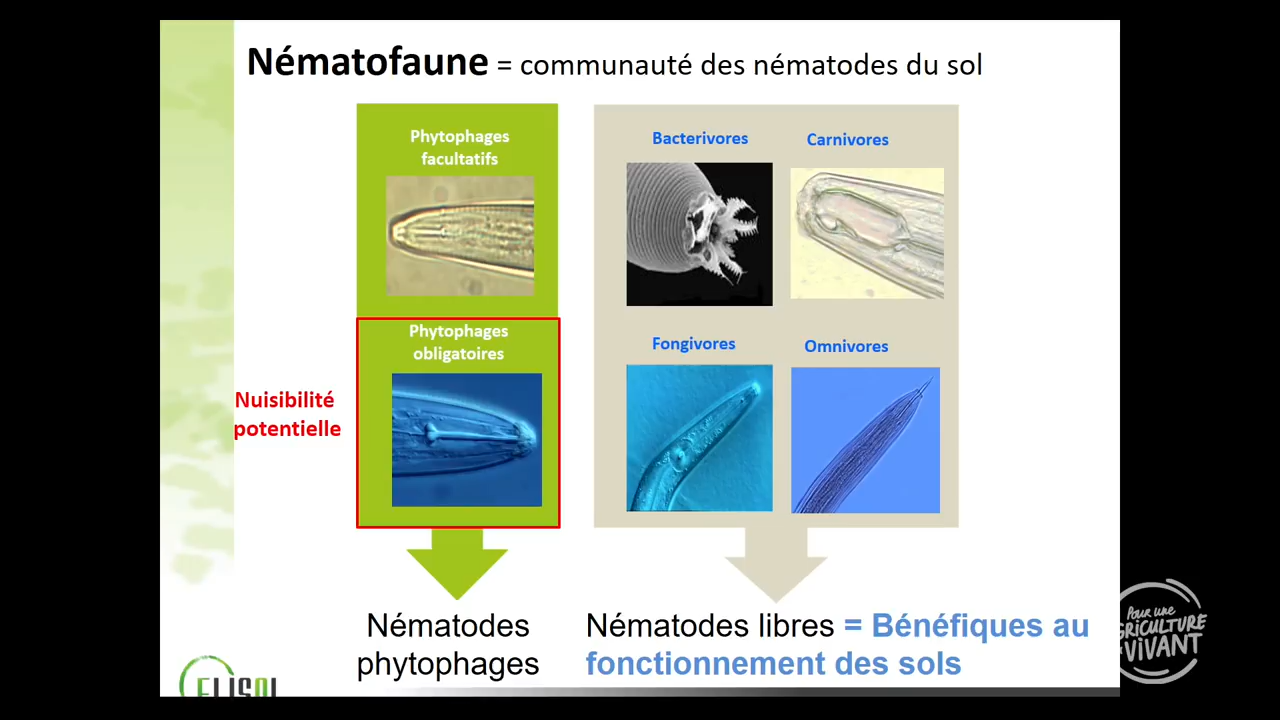 Nématofaune = communauté des nématodes du sol
Phytophages
facultatifs
Bacterivores
Carnivores
Phytophages
obligatoires
Fongivores
Omnivores
Nuisibilité
potentielle
Nématodes
phytophages
Nématodes libres = Bénéfiques au
fonctionnement des sols
ELISOL
POUR UNE
AGRICULTURE
DU VIVANT